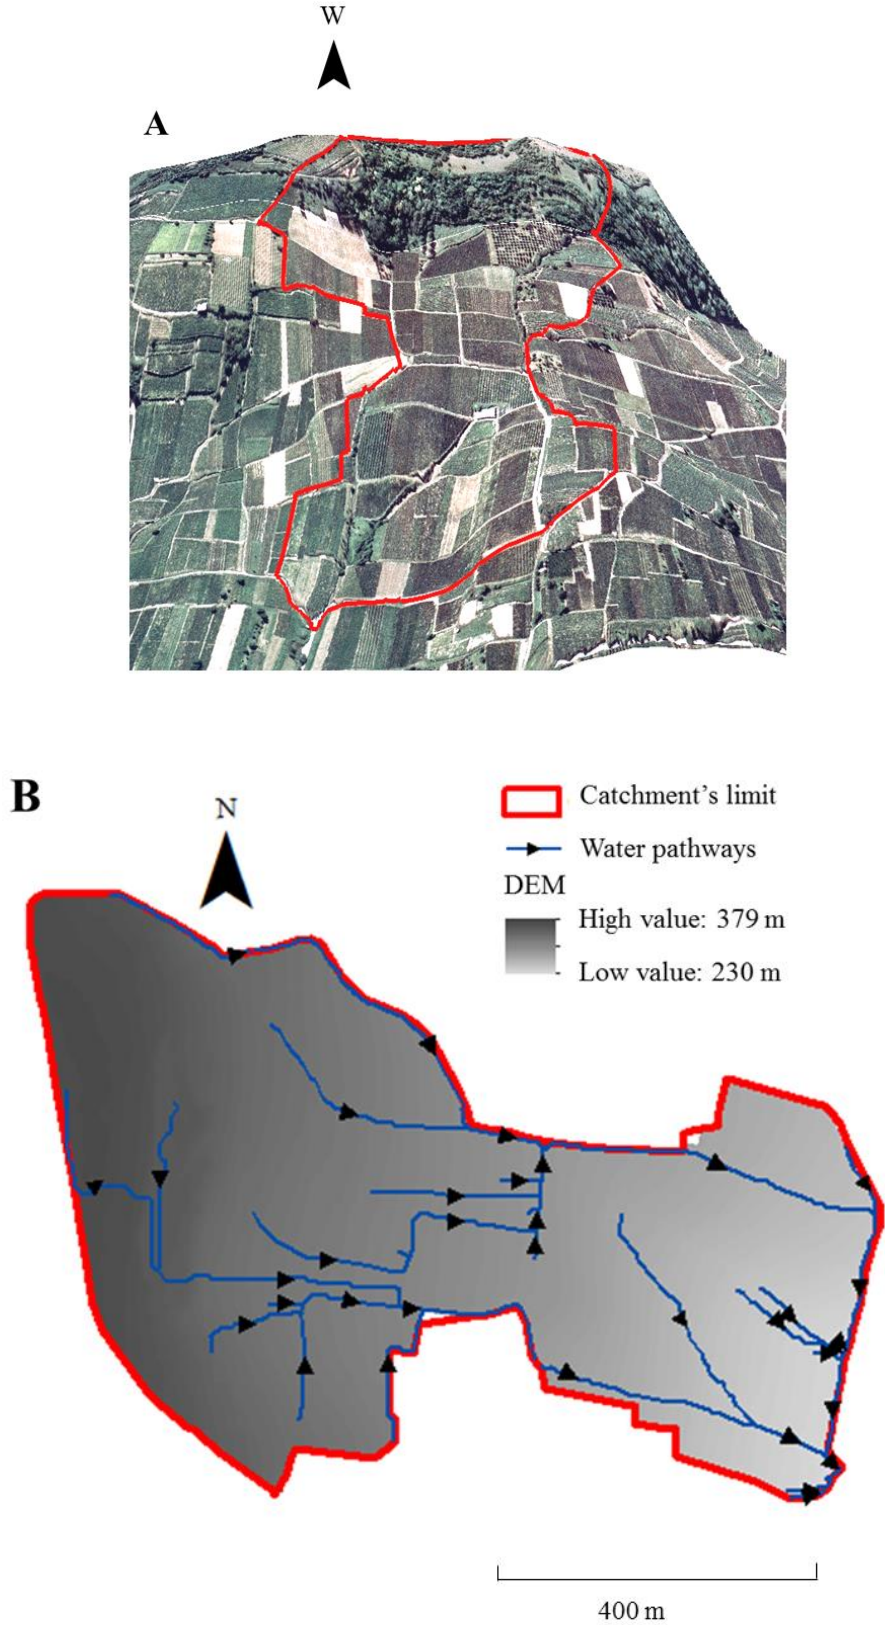 W
A
B
N
Catchment’s limit
Water pathways
DEM
High value: 379 m
Low value: 230 m
400 m